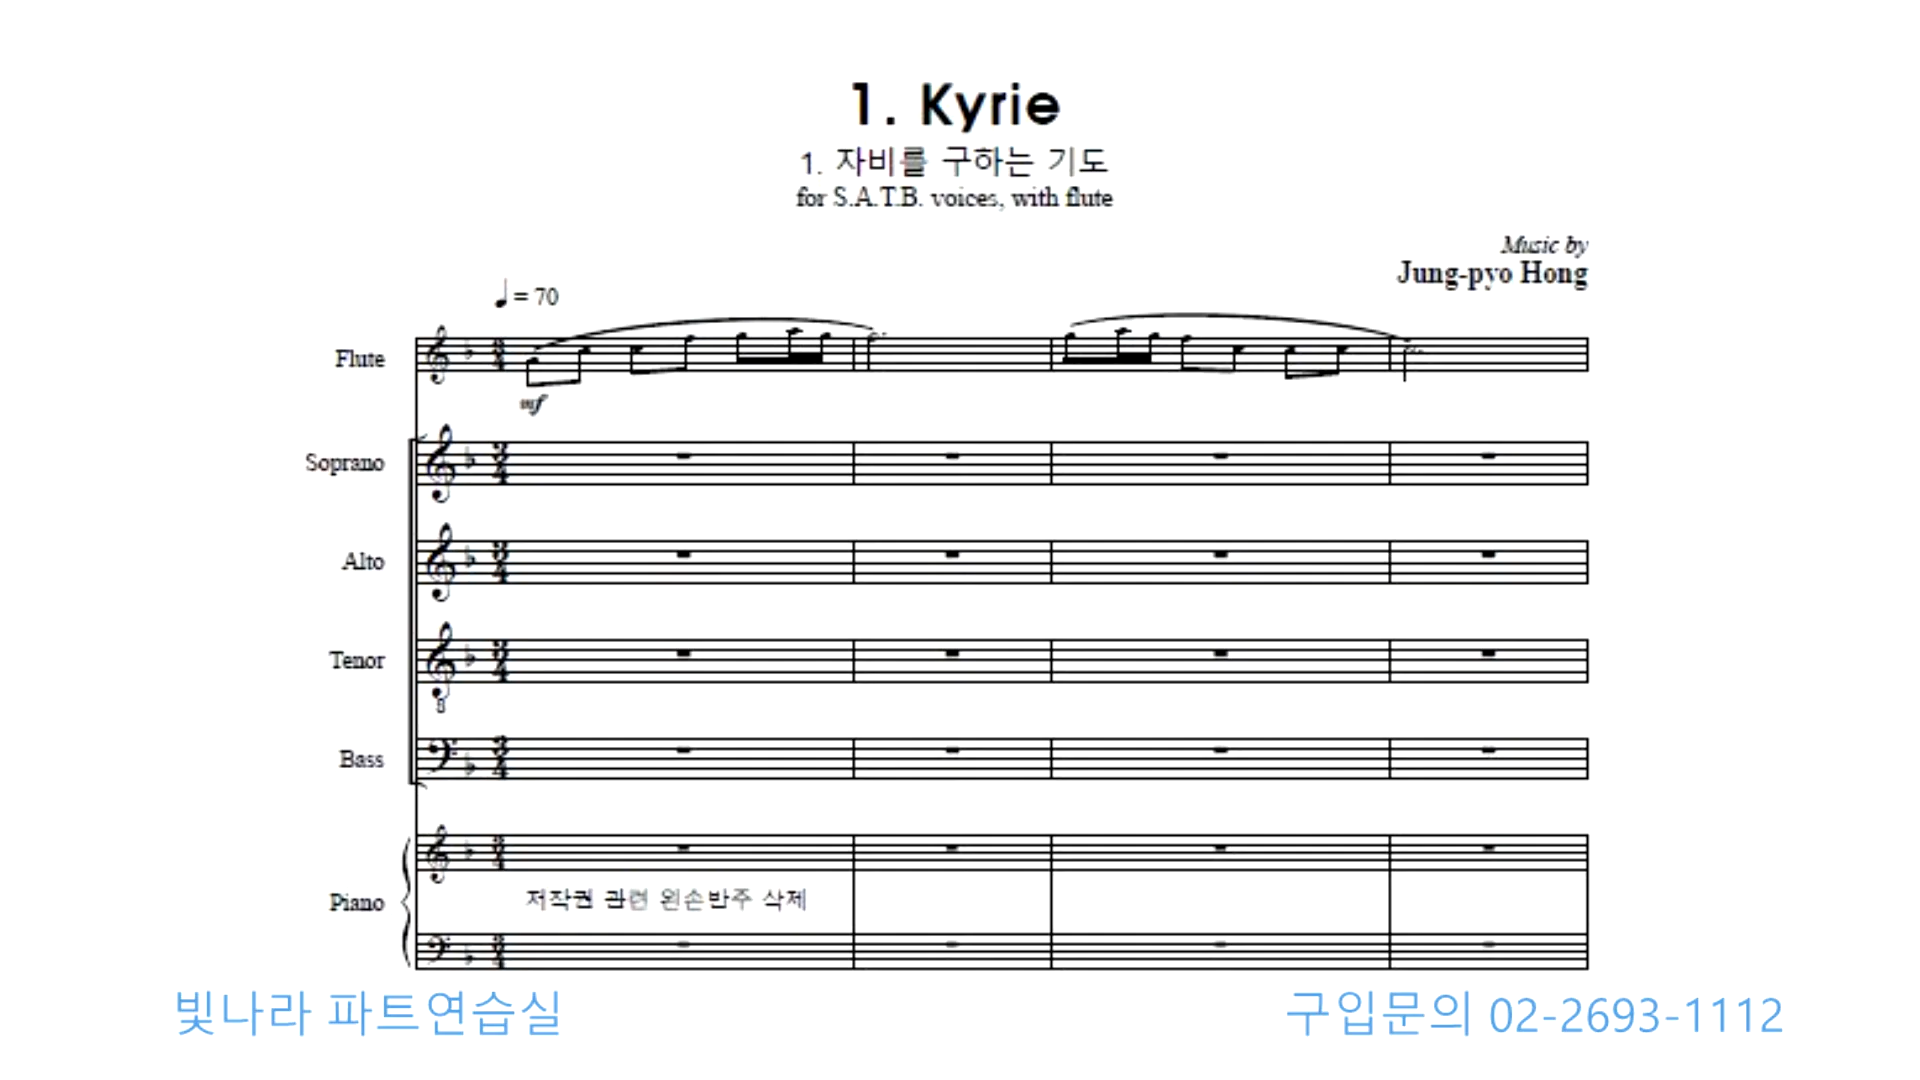 1. Kyrie
1. 자비를 구하는 기도
for S.A.T.B. voices, with flute
Music by
Jung-pyo Hong
♩ = 70
Flute
mf
Soprano
Alto
Tenor
Bass
Piano
저작권 관련 왼손반주 삭제
빛나라 파트연습실
구입문의 02-2693-1112